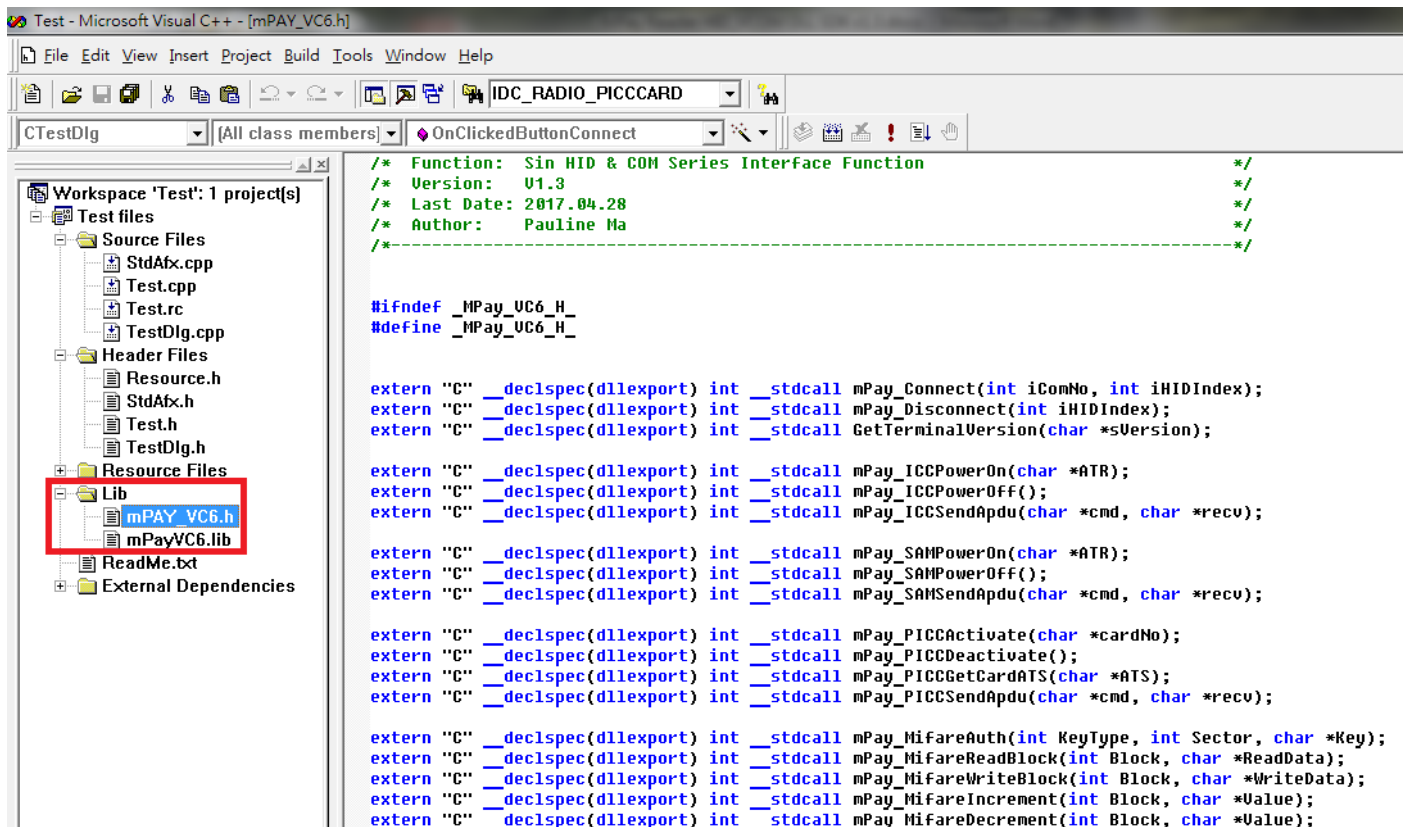 Test - Microsoft Visual C++ - [mPAY_VC6.h]
File Edit View Insert Project Build Tools Window Help
IDC_RADIO_PICCCARD
CTestDlg [All class members] OnClickedButtonConnect
Workspace 'Test': 1 project(s)
Test files
Source Files
StdAfx.cpp
Test.cpp
Test.rc
TestDlg.cpp
Header Files
Resource.h
StdAfx.h
Test.h
TestDlg.h
Resource Files
Lib
mPAY_VC6.h
mPayVC6.lib
ReadMe.txt
External Dependencies
/* Function: Sin HID & COM Series Interface Function */
/* Version: V1.3 */
/* Last Date: 2017.04.28 */
/* Author: Pauline Ma */
/*----------------------------------------------------------------------------------*/
#ifndef _MPay_VC6_H_
#define _MPay_VC6_H_
extern "C" __declspec(dllexport) int __stdcall mPay_Connect(int iComNo, int iHIDIndex);
extern "C" __declspec(dllexport) int __stdcall mPay_Disconnect(int iHIDIndex);
extern "C" __declspec(dllexport) int __stdcall GetTerminalVersion(char *sVersion);
extern "C" __declspec(dllexport) int __stdcall mPay_ICCPowerOn(char *ATR);
extern "C" __declspec(dllexport) int __stdcall mPay_ICCPowerOff();
extern "C" __declspec(dllexport) int __stdcall mPay_ICCSendApdu(char *cmd, char *recv);
extern "C" __declspec(dllexport) int __stdcall mPay_SAMPowerOn(char *ATR);
extern "C" __declspec(dllexport) int __stdcall mPay_SAMPowerOff();
extern "C" __declspec(dllexport) int __stdcall mPay_SAMSendApdu(char *cmd, char *recv);
extern "C" __declspec(dllexport) int __stdcall mPay_PICCActivate(char *cardNo);
extern "C" __declspec(dllexport) int __stdcall mPay_PICCDeactivate();
extern "C" __declspec(dllexport) int __stdcall mPay_PICCGetCardATS(char *ATS);
extern "C" __declspec(dllexport) int __stdcall mPay_PICCSendApdu(char *cmd, char *recv);
extern "C" __declspec(dllexport) int __stdcall mPay_MifareAuth(int KeyType, int Sector, char *Key);
extern "C" __declspec(dllexport) int __stdcall mPay_MifareReadBlock(int Block, char *ReadData);
extern "C" __declspec(dllexport) int __stdcall mPay_MifareWriteBlock(int Block, char *WriteData);
extern "C" __declspec(dllexport) int __stdcall mPay_MifareIncrement(int Block, char *Value);
extern "C" __declspec(dllexport) int __stdcall mPay_MifareDecrement(int Block, char *Value);